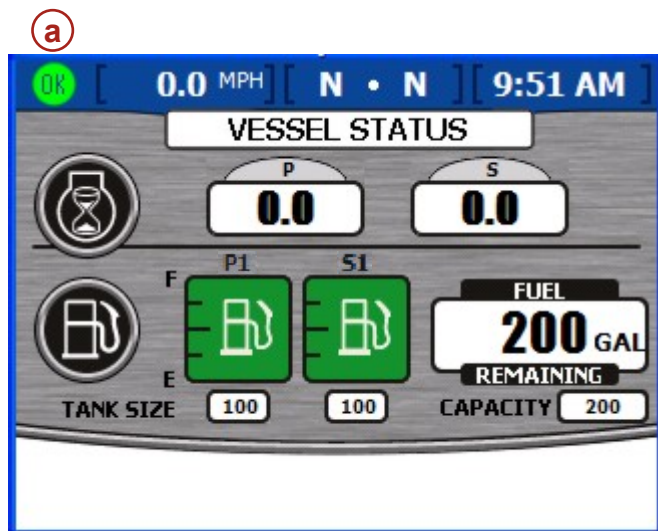 a
OK [ 0.0 MPH ] [ N • N ] [ 9:51 AM ]
VESSEL STATUS
P S
0.0 0.0
P1 S1
F
FUEL
200 GAL
REMAINING
E
TANK SIZE 100 100 CAPACITY 200